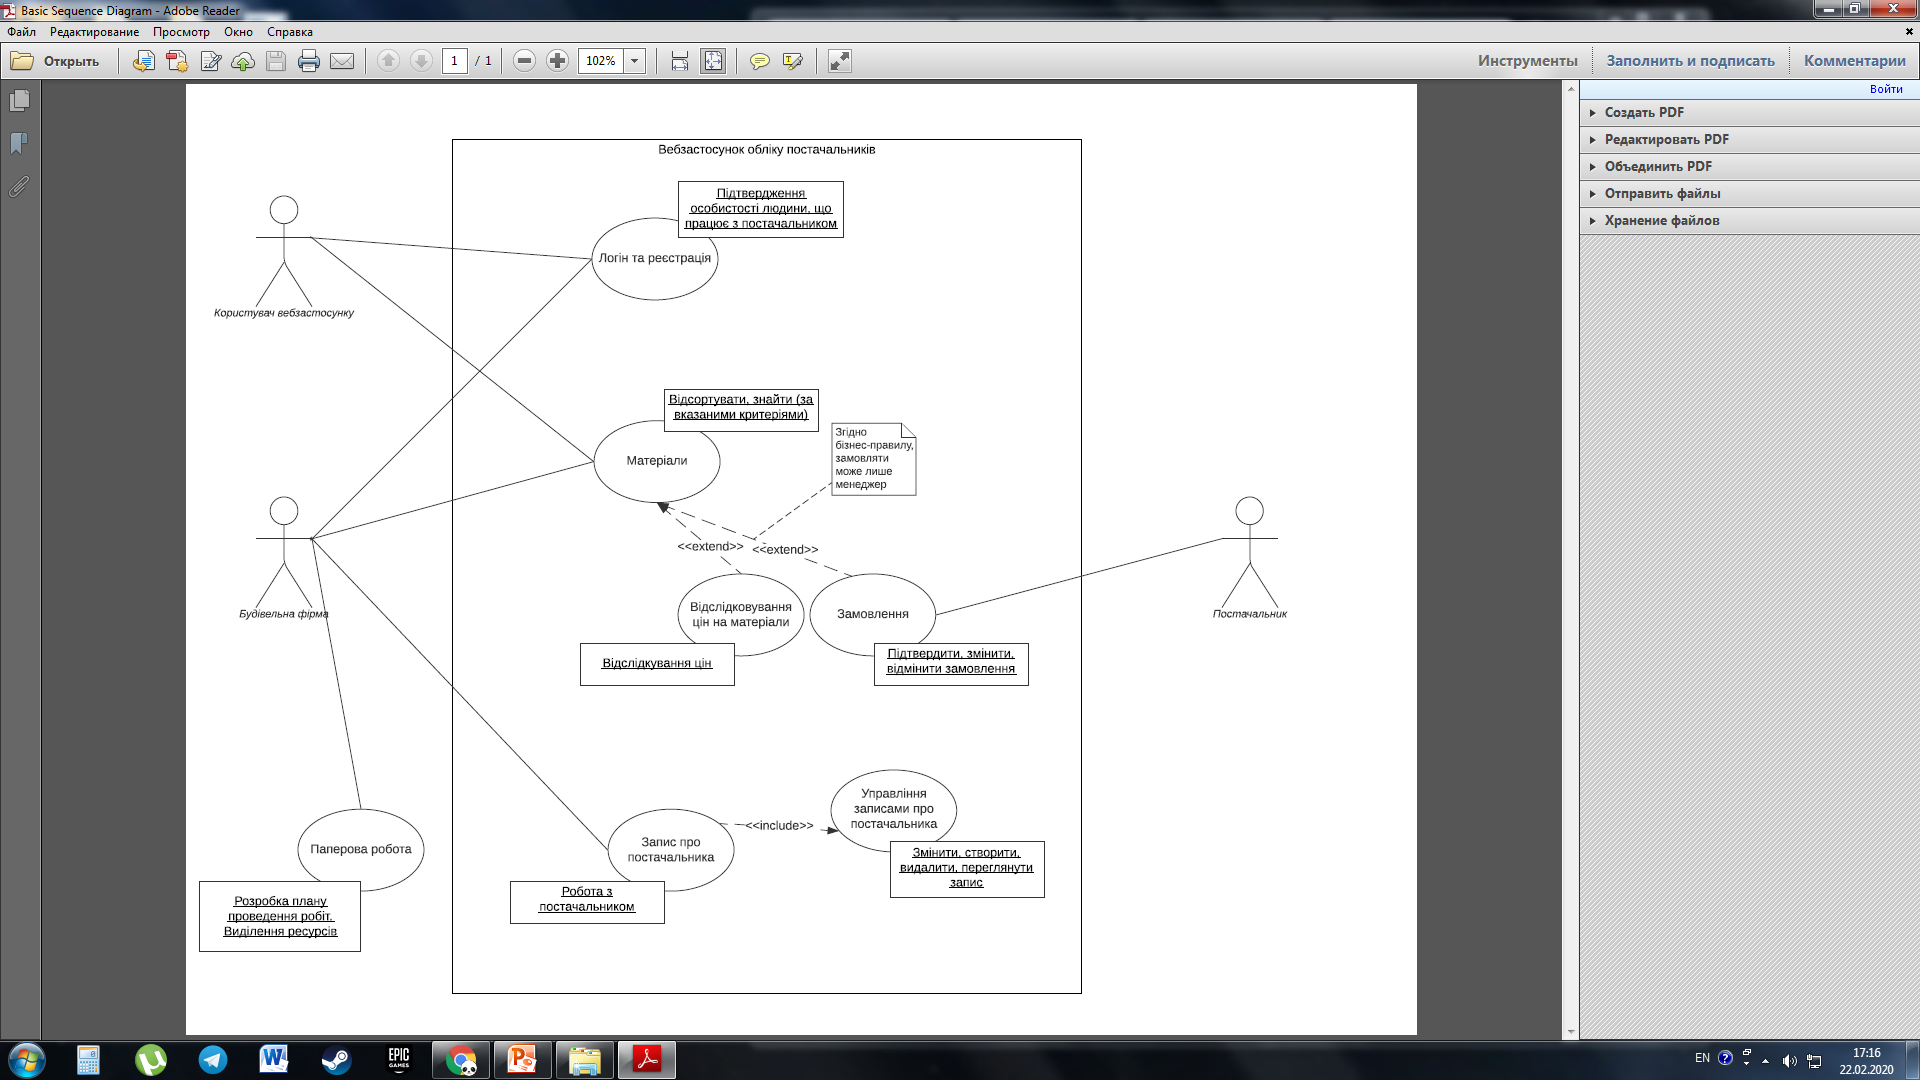 Basic Sequence Diagram - Adobe Reader
Файл Редактирование Просмотр Окно Справка
Открыть 1 / 1 102% Инструменты Заполнить и подписать Комментарии
Войти
Создать PDF
Редактировать PDF
Объединить PDF
Отправить файлы
Хранение файлов
Вебзастосунок обліку постачальників
Підтвердження
особистості людини, що
працює з постачальником
Логін та реєстрація
Користувач вебзастосунку
Відсортувати, знайти (за
вказаними критеріями)
Матеріали
Згідно
бізнес-правилу,
замовляти
може лише
менеджер
<<extend>> <<extend>>
Відслідковування
цін на матеріали
Замовлення
Будівельна фірма
Постачальник
Відслідкування цін
Підтвердити, змінити,
відмінити замовлення
Управління
записами про
постачальника
<<include>>
Паперова робота
Запис про
постачальника
Змінити, створити,
видалити, переглянути
запис
Робота з
постачальником
Розробка плану
проведення робіт.
Виділення ресурсів
EPIC
GAMES
EN
17:16
22.02.2020